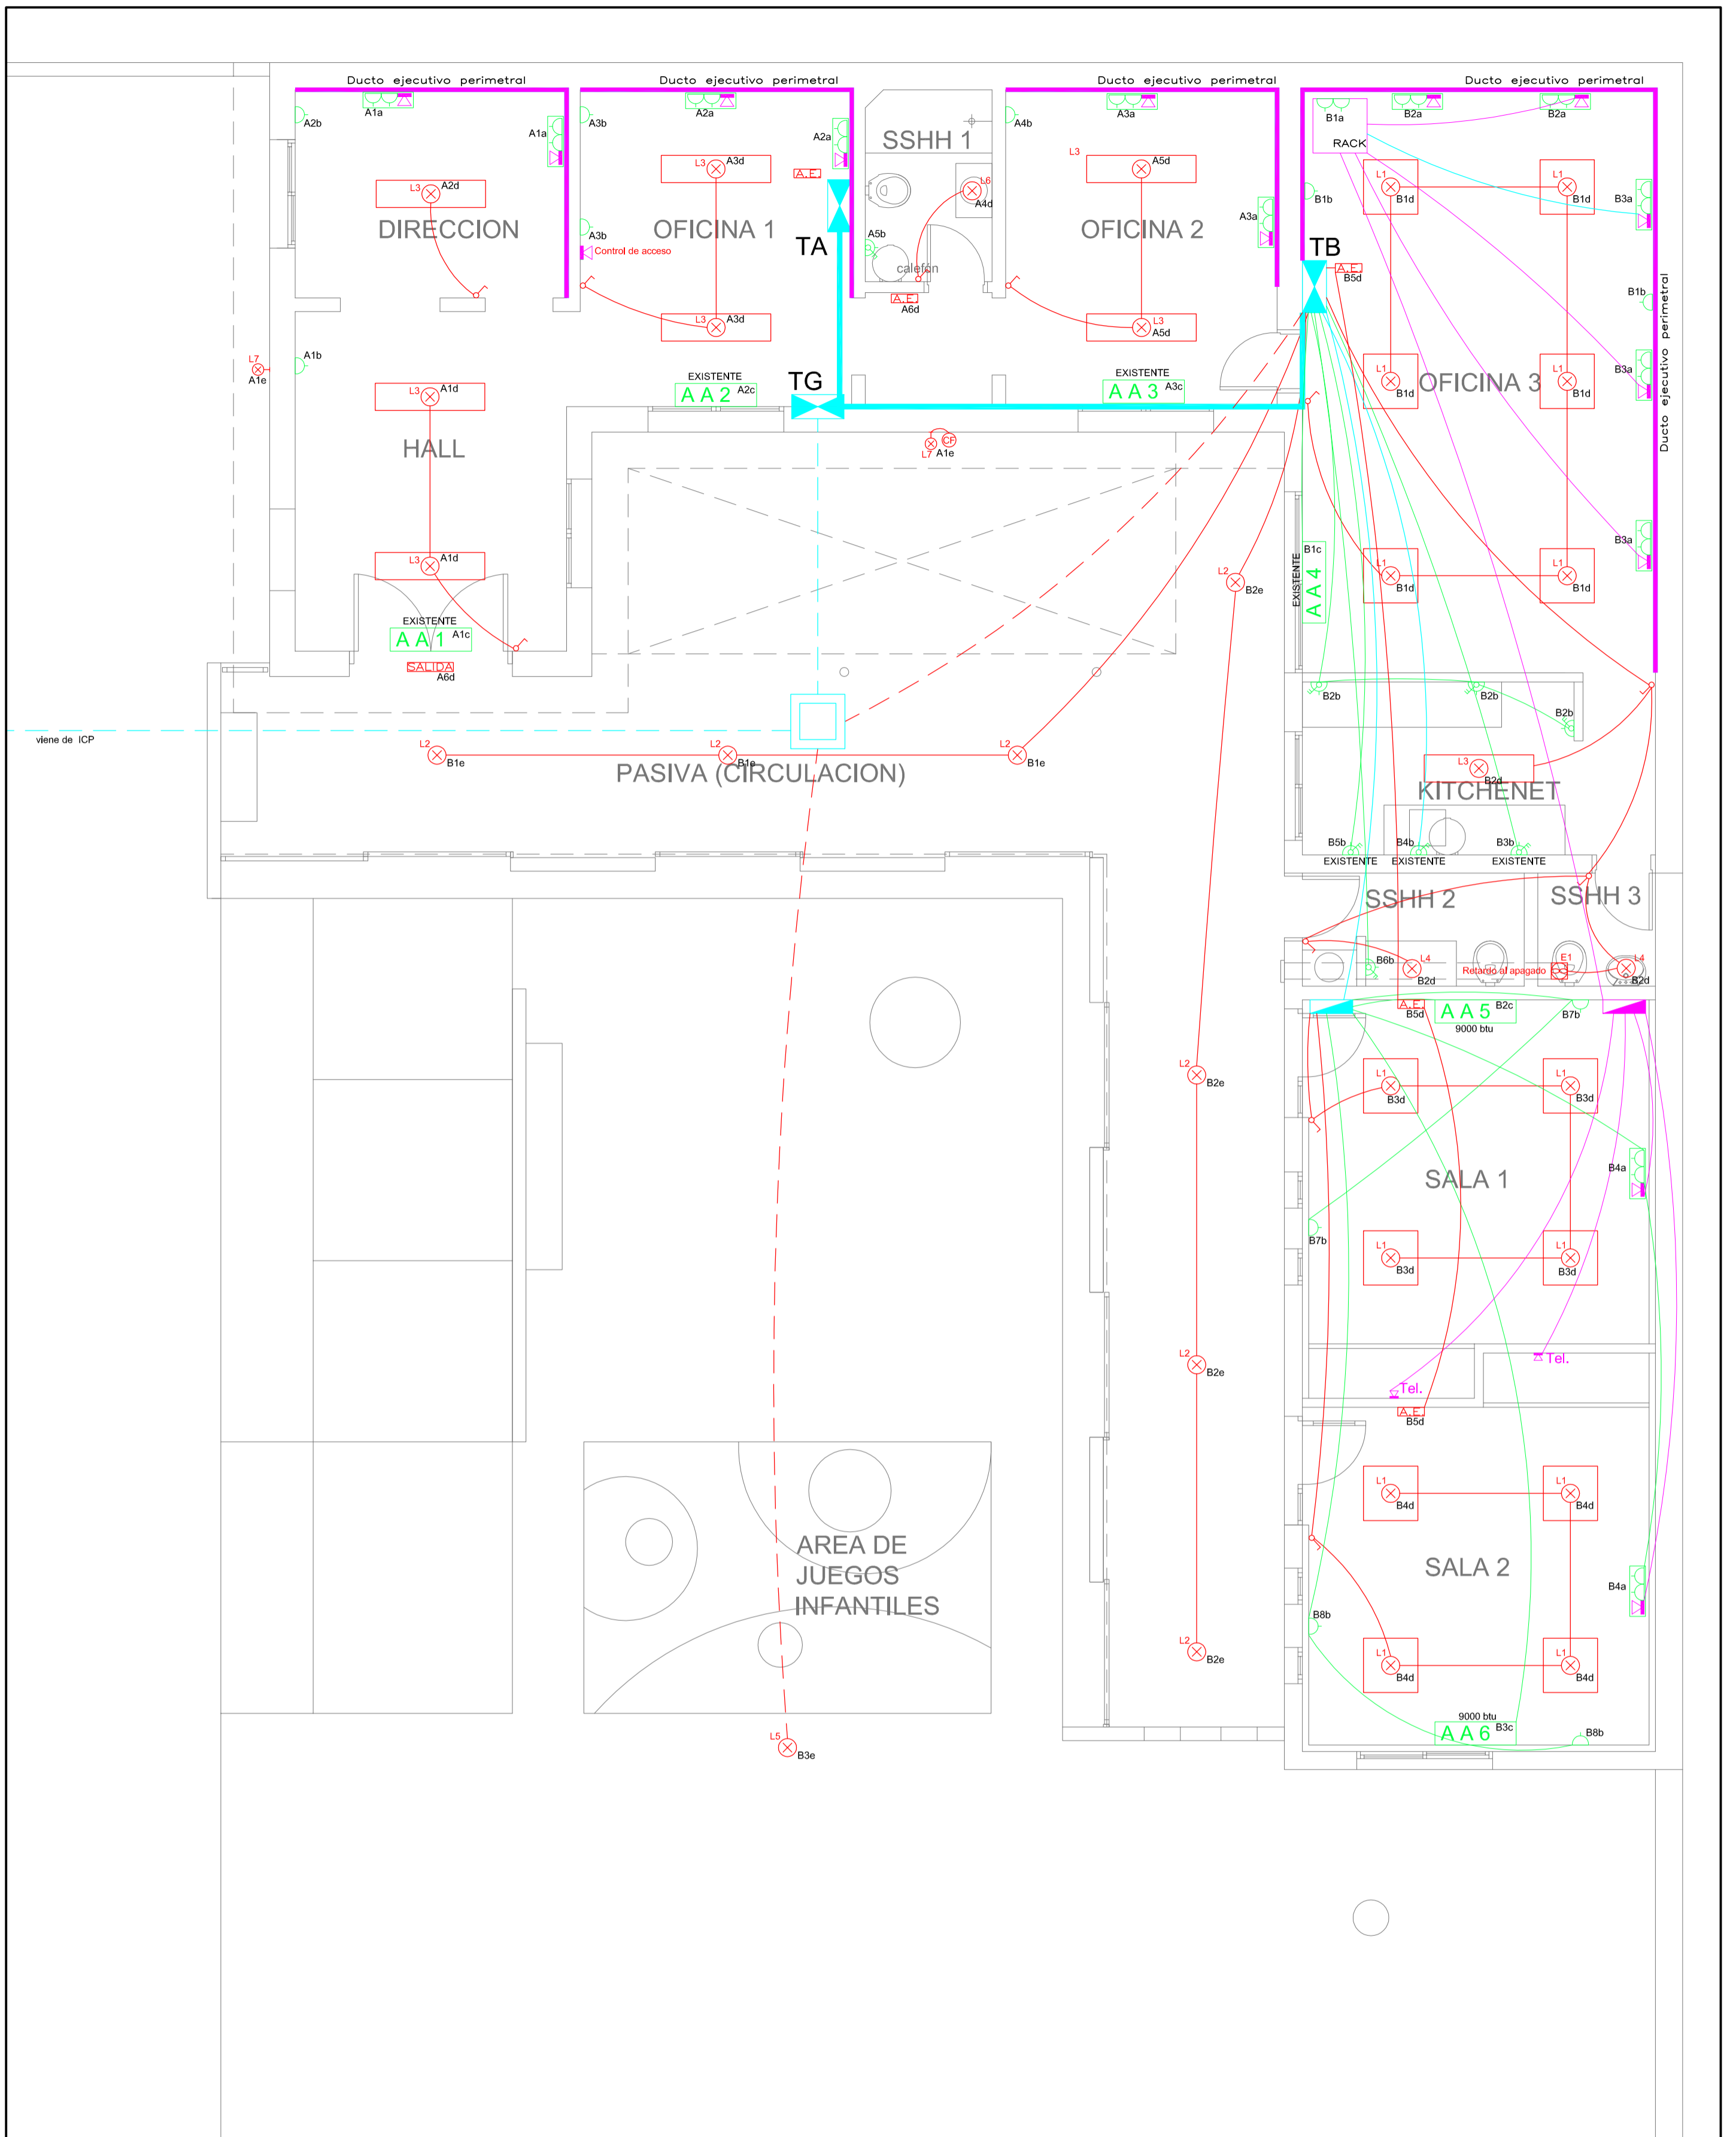 Ducto ejecutivo perimetral
Ducto ejecutivo perimetral
Ducto ejecutivo perimetral
Ducto ejecutivo perimetral
A2b
A1a
A1a
A3b
A2a
A2a
SSHH 1
A4b
A3a
B1a
RACK
B2a
B2a
L3
A2d
DIRECCION
L3
A3d
A.E.
OFICINA 1
A3b
Control de acceso
TA
L6
A4d
A5b
calefón
A.E.
A6d
L3
A5d
OFICINA 2
A3a
TB
A.E.
B5d
B1b
L1
B1d
L1
B1d
B3a
B1b
Ducto ejecutivo perimetral
L3
A3d
L3
A5d
A1b
L7
A1e
L3
A1d
HALL
EXISTENTE
A A 2
A2c
TG
EXISTENTE
A A 3
A3c
L7
A1e
CF
L1
B1d
OFICINA 3
L1
B1d
B3a
L3
A1d
EXISTENTE
A A 1
A1c
SALIDA
A6d
L2
B2e
EXISTENTE
A A 4
B1c
L1
B1d
L1
B1d
B3a
viene de ICP
L2
B1e
L2
B1e
L2
B1e
PASIVA (CIRCULACION)
B2b
B2b
B2b
L3
B2d
KITCHENET
B5b
EXISTENTE
B4b
EXISTENTE
B3b
EXISTENTE
SSHH 2
SSHH 3
B6b
L4
B2d
Retardo al apagado
E1
L4
B2d
A.E.
B5d
A A 5
B2c
9000 btu
B7b
L2
B2e
L1
B3d
L1
B3d
SALA 1
B4a
B7b
L1
B3d
L1
B3d
L2
B2e
Tel.
Tel.
A.E.
B5d
L1
B4d
L1
B4d
AREA DE
JUEGOS
INFANTILES
SALA 2
B4a
B8b
L2
B2e
L1
B4d
L1
B4d
L5
B3e
9000 btu
A A 6
B3c
B8b